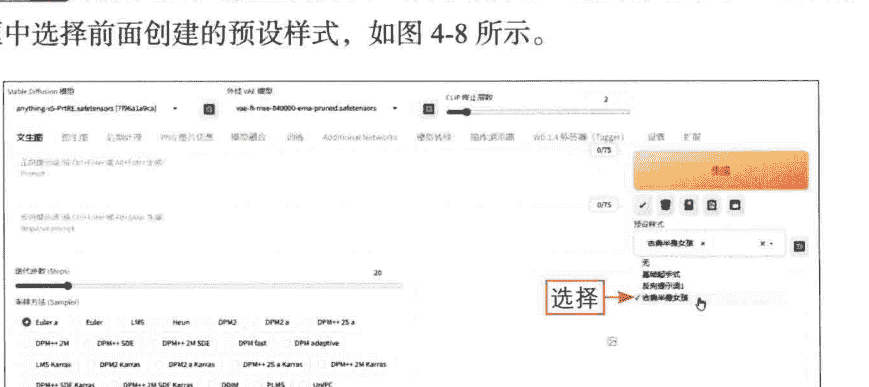 中选择前面创建的预设样式，如图 4-8 所示。
Stable Diffusion 模型
外挂 VAE 模型
CLIP 终止层数
2
anything-v5-PrtRE.safetensors [7f96a1a9ca]
vae-ft-mse-840000-ema-pruned.safetensors
文生图 图生图 后期处理 PNG 图片信息 模型融合 训练 Additional Networks 模型转换 图库浏览器 WD 1.4 标签器 (Tagger) 设置 扩展
0/75
Prompt
生成
0/75
Negative prompt
预设样式
古典半身女孩 ×
迭代步数 (Steps)
20
无
基础起手式
反向提示词1
选择
✓ 古典半身女孩
采样方法 (Sampler)
Euler a Euler LMS Heun DPM2 DPM2 a DPM++ 2S a
DPM++ 2M DPM++ SDE DPM++ 2M SDE DPM fast DPM adaptive
LMS Karras DPM2 Karras DPM2 a Karras DPM++ 2S a Karras DPM++ 2M Karras
DPM++ SDE Karras DPM++ 2M SDE Karras DDIM PLMS UniPC